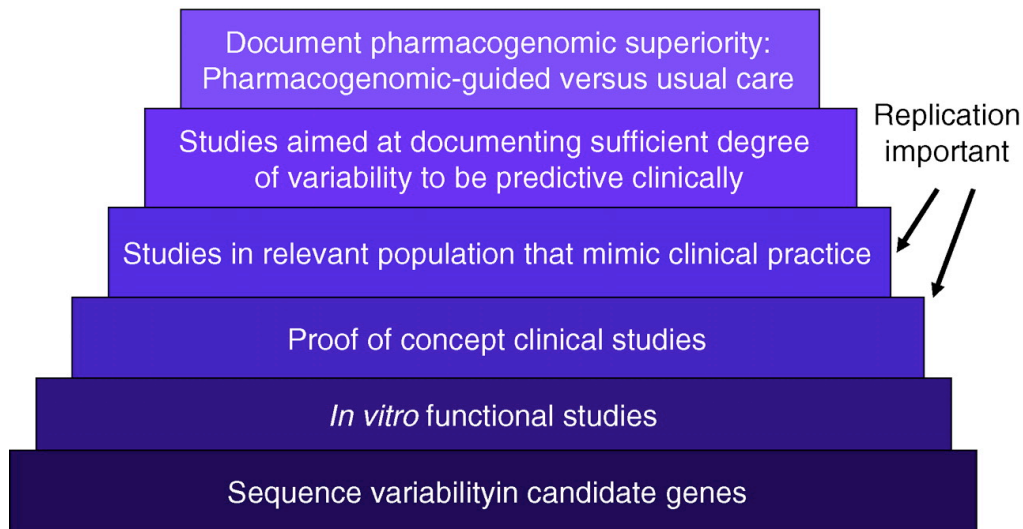 Document pharmacogenomic superiority:
Pharmacogenomic-guided versus usual care
Studies aimed at documenting sufficient degree
of variability to be predictive clinically
Replication
important
Studies in relevant population that mimic clinical practice
Proof of concept clinical studies
In vitro functional studies
Sequence variabilityin candidate genes